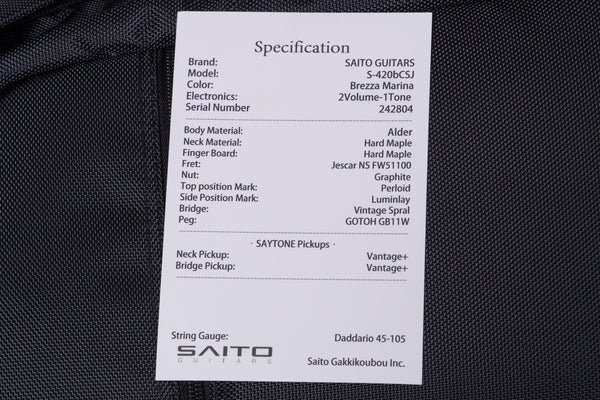 Specification
Brand: SAITO GUITARS
Model: S-420bCSJ
Color: Brezza Marina
Electronics: 2Volume-1Tone
Serial Number 242804
Body Material: Alder
Neck Material: Hard Maple
Finger Board: Hard Maple
Fret: Jescar NS FW51100
Nut: Graphite
Top position Mark: Perloid
Side Position Mark: Luminlay
Bridge: Vintage Spral
Peg: GOTOH GB11W
· SAYTONE Pickups ·
Neck Pickup: Vantage+
Bridge Pickup: Vantage+
String Gauge: Daddario 45-105
SAITO
GUITARS
Saito Gakkikoubou Inc.